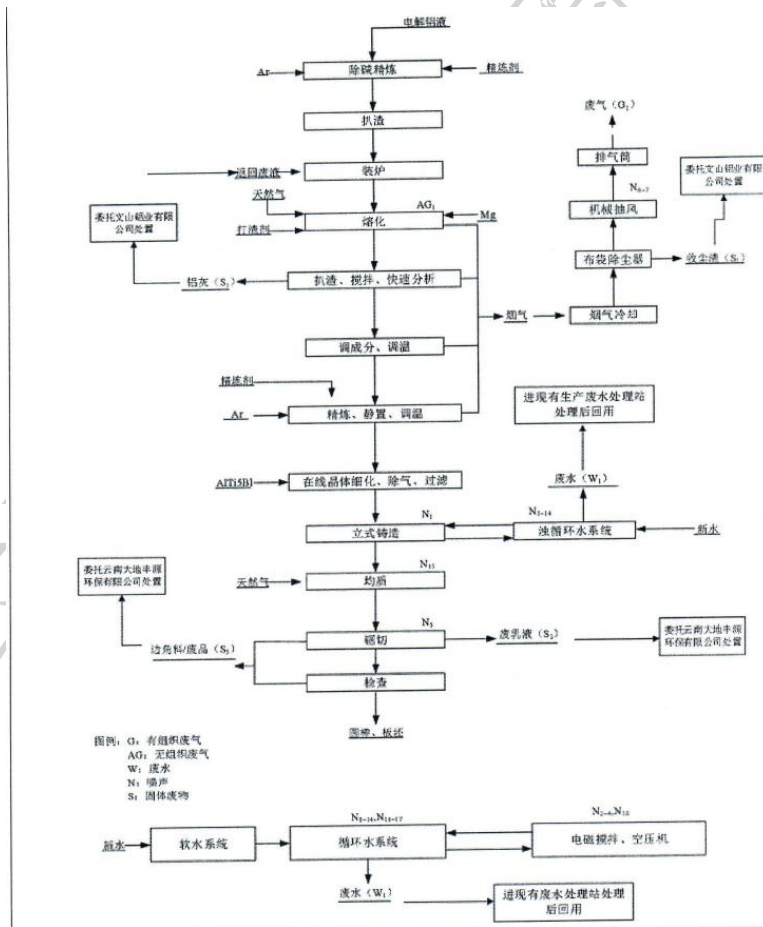 电解铝液
Ar
除碱精炼
精炼剂
扒渣
废气（G₁）
排气筒
委托文山铝业有限
公司处置
退回废液
装炉
N₆₋₇
天然气
机械抽风
委托文山铝业有限
公司处置
AG₁
熔化
Mg
打渣剂
布袋除尘器
收尘渣
铝灰（S₁）
扒渣、搅拌、快速分析
烟气
烟气冷却
调成分、调温
精炼剂
进现有生产废水处理站
处理后回用
Ar
精炼、静置、调温
AlTi5B1
在线晶体细化、除气、过滤
废水（W₁）
N₁
N₅₋₁₄
立式铸造
浊循环水系统
新水
委托云南大地丰源
环保有限公司处置
N₁₅
天然气
均质
N₅
锯切
废乳液（S₂）
委托云南大地丰源
环保有限公司处置
边角料/废品（S₃）
检查
圆棒、板坯
图例：G：有组织废气
AG：无组织废气
W：废水
N：噪声
S：固体废物
新水
软水系统
循环水系统
电磁搅拌、空压机
废水（W₁）
进现有废水处理站处理
后回用